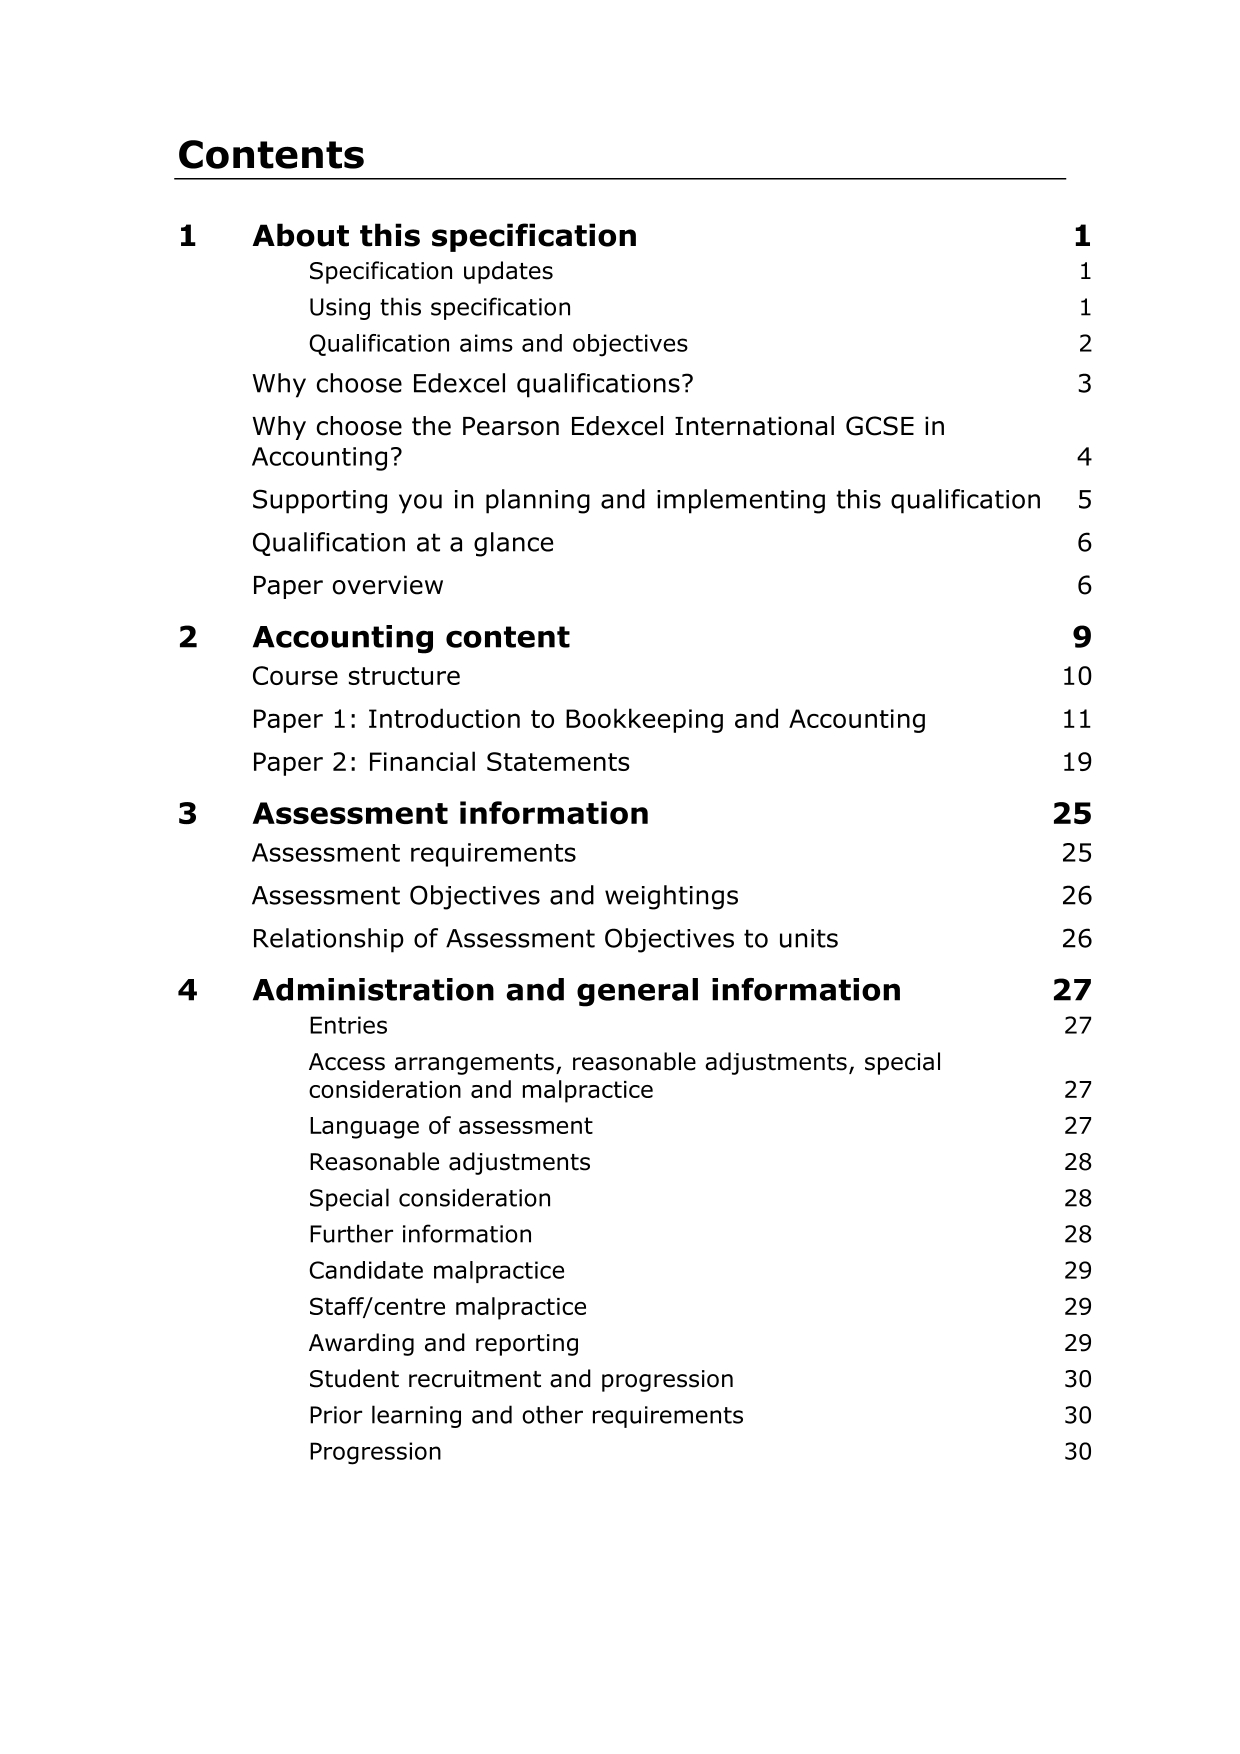 Contents
1 About this specification 1
Specification updates 1
Using this specification 1
Qualification aims and objectives 2
Why choose Edexcel qualifications? 3
Why choose the Pearson Edexcel International GCSE in
Accounting? 4
Supporting you in planning and implementing this qualification 5
Qualification at a glance 6
Paper overview 6
2 Accounting content 9
Course structure 10
Paper 1: Introduction to Bookkeeping and Accounting 11
Paper 2: Financial Statements 19
3 Assessment information 25
Assessment requirements 25
Assessment Objectives and weightings 26
Relationship of Assessment Objectives to units 26
4 Administration and general information 27
Entries 27
Access arrangements, reasonable adjustments, special
consideration and malpractice 27
Language of assessment 27
Reasonable adjustments 28
Special consideration 28
Further information 28
Candidate malpractice 29
Staff/centre malpractice 29
Awarding and reporting 29
Student recruitment and progression 30
Prior learning and other requirements 30
Progression 30